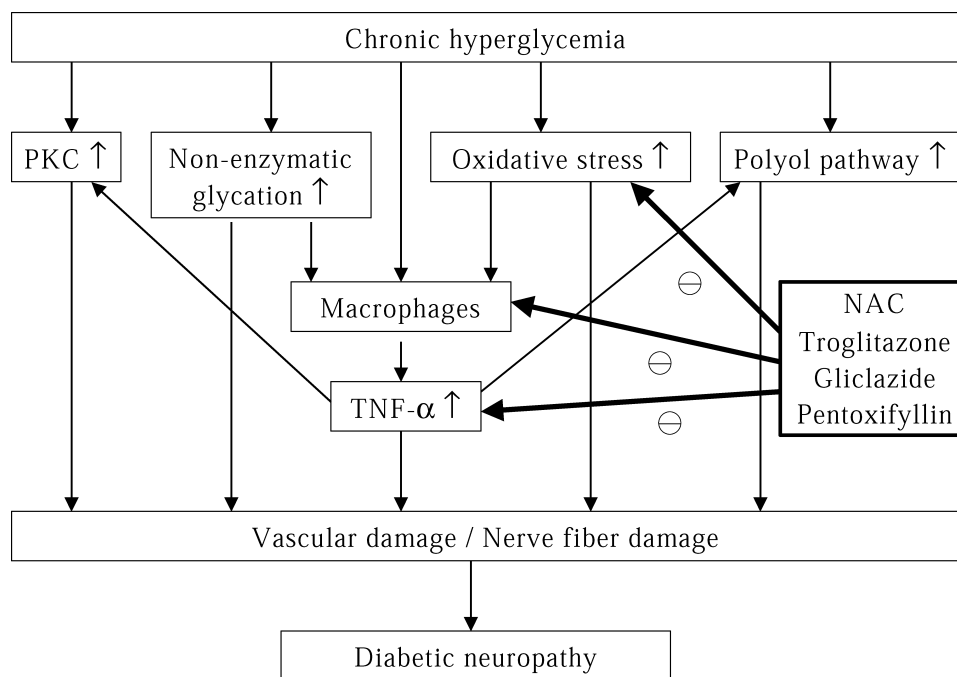 Chronic hyperglycemia
PKC ↑
Non-enzymatic
glycation ↑
Oxidative stress ↑
Polyol pathway ↑
Macrophages
NAC
Troglitazone
Gliclazide
Pentoxifyllin
TNF-α ↑
Vascular damage / Nerve fiber damage
Diabetic neuropathy